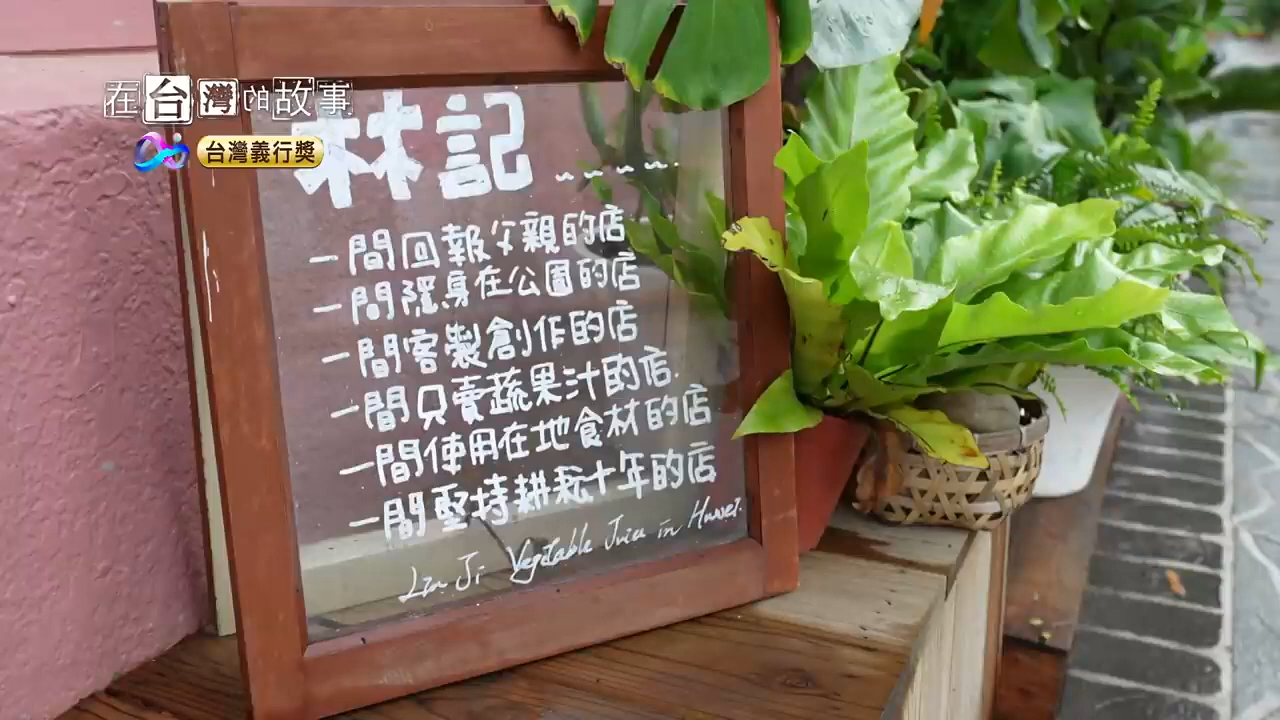 在台灣的故事
台灣義行獎
林記
一間回報父親的店
一間隱身在公園的店
一間客製創作的店
一間只賣蔬果汁的店.
一間使用在地食材的店
一間堅持耕耘十年的店
Lin Ji Vegetable Juice in Huwei.